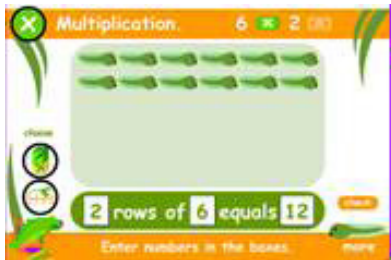 Multiplication.
6 × 2
choose
2 rows of 6 equals 12
check
Enter numbers in the boxes.
more